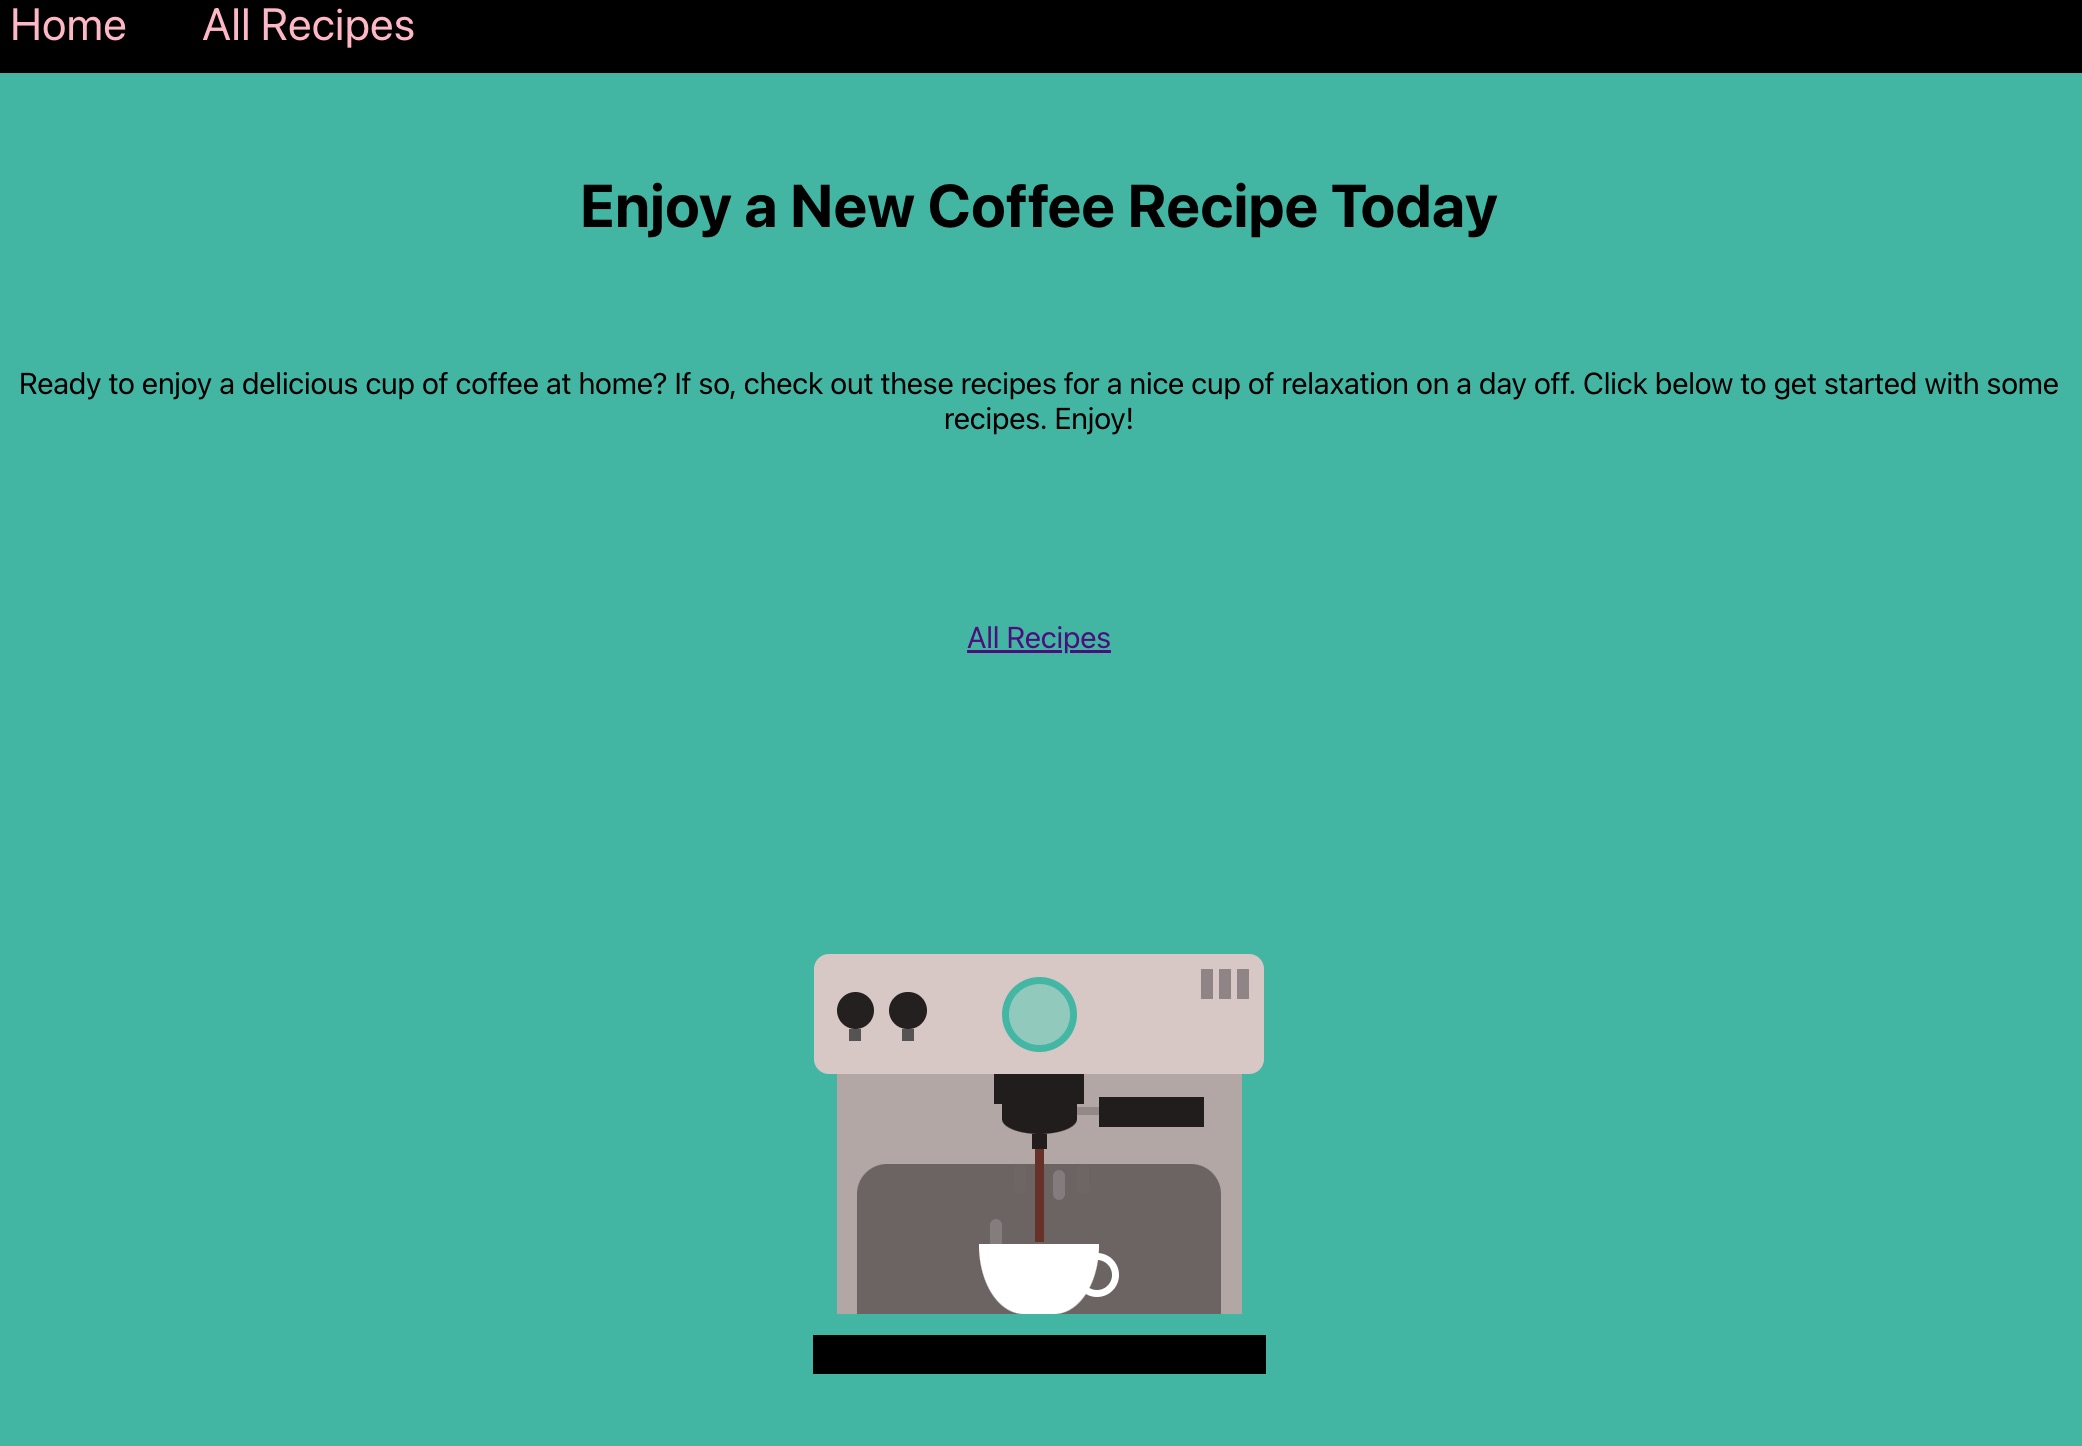 Home All Recipes
Enjoy a New Coffee Recipe Today
Ready to enjoy a delicious cup of coffee at home? If so, check out these recipes for a nice cup of relaxation on a day off. Click below to get started with some
recipes. Enjoy!
All Recipes